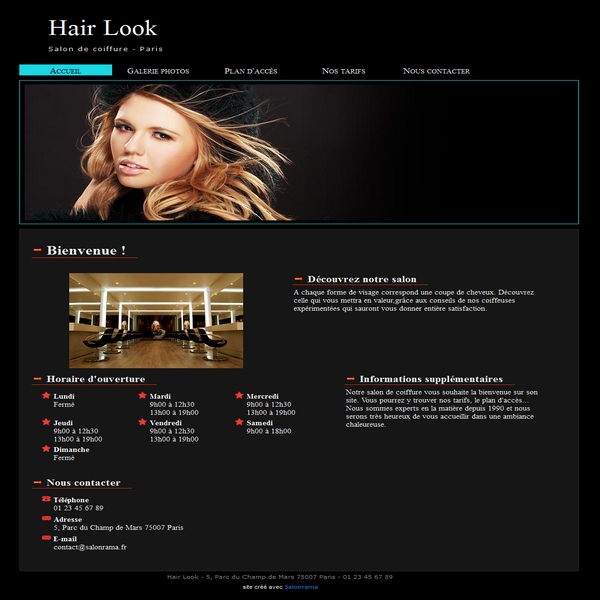 Hair Look
Salon de coiffure - Paris
Accueil
Galerie photos
Plan d'accès
Nos tarifs
Nous contacter
Bienvenue !
Découvrez notre salon
A chaque forme de visage correspond une coupe de cheveux. Découvrez
celle qui vous mettra en valeur,grâce aux conseils de nos coiffeuses
expérimentées qui sauront vous donner entière satisfaction.
Horaire d'ouverture
Lundi
Fermé
Mardi
9h00 à 12h30
13h00 à 19h00
Mercredi
9h00 à 12h30
13h00 à 19h00
Jeudi
9h00 à 12h30
13h00 à 19h00
Vendredi
9h00 à 12h30
13h00 à 19h00
Samedi
9h00 à 18h00
Dimanche
Fermé
Informations supplémentaires
Notre salon de coiffure vous souhaite la bienvenue sur son
site. Vous pourrez y trouver nos tarifs, le plan d'accés...
Nous sommes experts en la matière depuis 1990 et nous
serons très heureux de vous accueillir dans une ambiance
chaleureuse.
Nous contacter
Téléphone
01 23 45 67 89
Adresse
5, Parc du Champ de Mars 75007 Paris
E-mail
contact@salonrama.fr
Hair Look - 5, Parc du Champ de Mars 75007 Paris - 01 23 45 67 89
site créé avec Salonrama